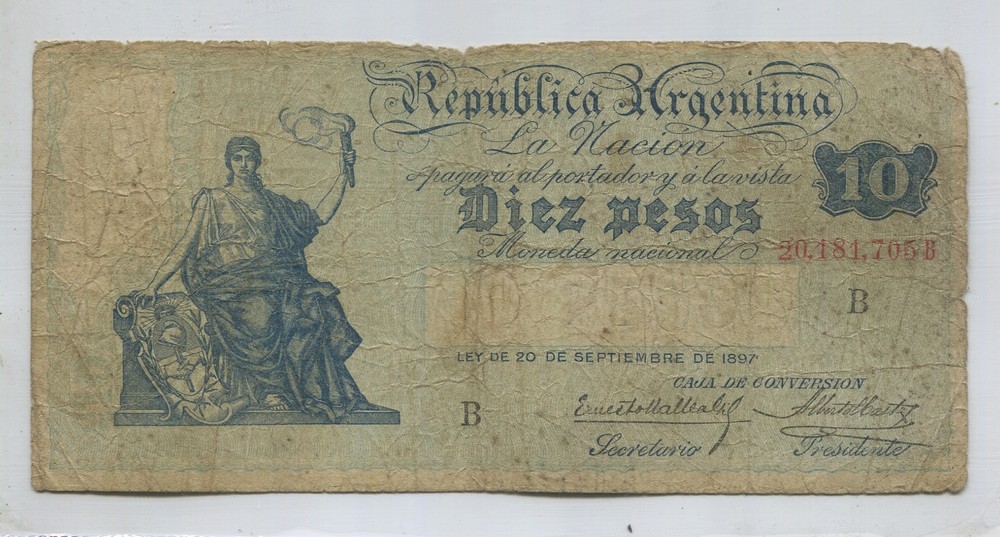 República Argentina
La Nación
pagará al portador y á la vista
10
Diez pesos
Moneda nacional
20,181,705 B
B
LEY DE 20 DE SEPTIEMBRE DE 1897
CAJA DE CONVERSION
B
Secretario
Presidente